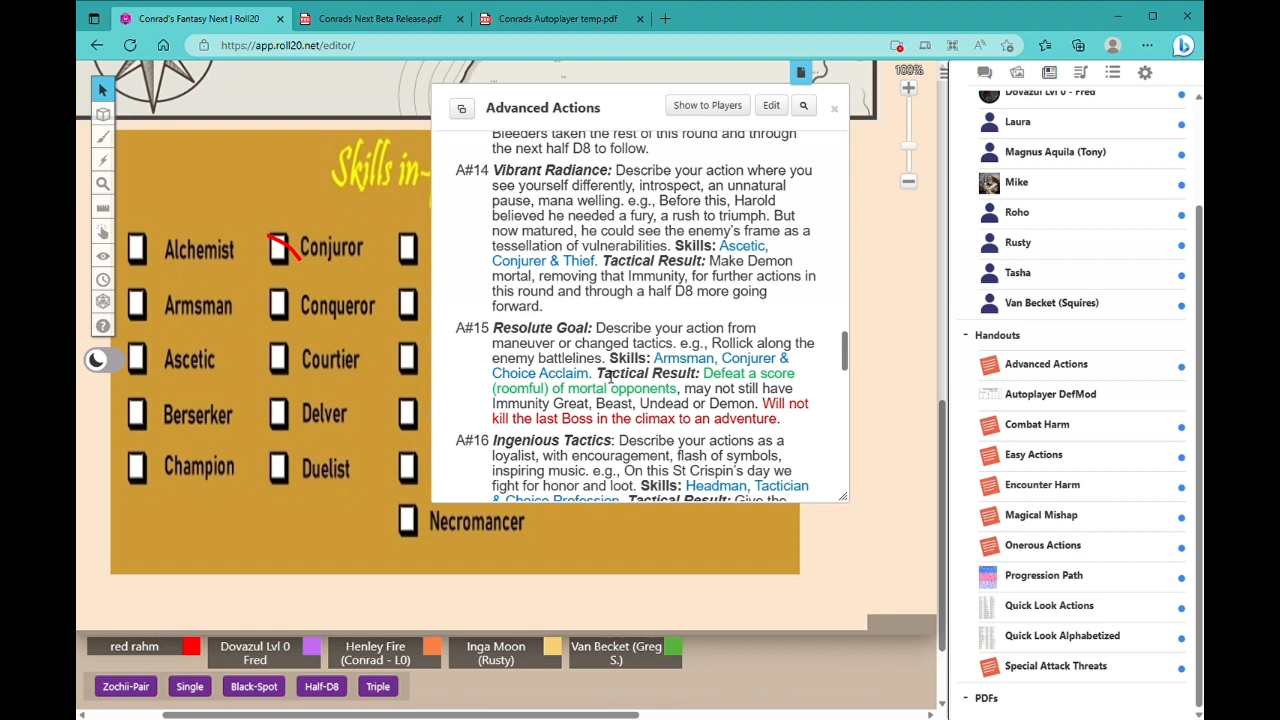 Conrad's Fantasy Next | Roll20
Conrads Next Beta Release.pdf
Conrads Autoplayer temp.pdf
https://app.roll20.net/editor/
100%
Skills in-
Alchemist
Conjuror
Armsman
Conqueror
Ascetic
Courtier
Berserker
Delver
Champion
Duelist
Necromancer
Advanced Actions
Show to Players
Edit
Bleeders taken the rest of this round and through
the next half D8 to follow.
A#14 Vibrant Radiance: Describe your action where you
see yourself differently, introspect, an unnatural
pause, mana welling. e.g., Before this, Harold
believed he needed a fury, a rush to triumph. But
now matured, he could see the enemy's frame as a
tessellation of vulnerabilities. Skills: Ascetic,
Conjurer & Thief. Tactical Result: Make Demon
mortal, removing that Immunity, for further actions in
this round and through a half D8 more going
forward.
A#15 Resolute Goal: Describe your action from
maneuver or changed tactics. e.g., Rollick along the
enemy battlelines. Skills: Armsman, Conjurer &
Choice Acclaim. Tactical Result: Defeat a score
(roomful) of mortal opponents, may not still have
Immunity Great, Beast, Undead or Demon. Will not
kill the last Boss in the climax to an adventure.
A#16 Ingenious Tactics: Describe your actions as a
loyalist, with encouragement, flash of symbols,
inspiring music. e.g., On this St Crispin's day we
fight for honor and loot. Skills: Headman, Tactician
& Choice Profession. Tactical Result: Give the
Dovazul Lvl 0 - Fred
Laura
Magnus Aquila (Tony)
Mike
Roho
Rusty
Tasha
Van Becket (Squires)
Handouts
Advanced Actions
Autoplayer DefMod
Combat Harm
Easy Actions
Encounter Harm
Magical Mishap
Onerous Actions
Progression Path
Quick Look Actions
Quick Look Alphabetized
Special Attack Threats
PDFs
red rahm
Dovazul Lvl 0
Fred
Henley Fire
(Conrad - L0)
Inga Moon
(Rusty)
Van Becket (Greg
S.)
Zochii-Pair
Single
Black-Spot
Half-D8
Triple